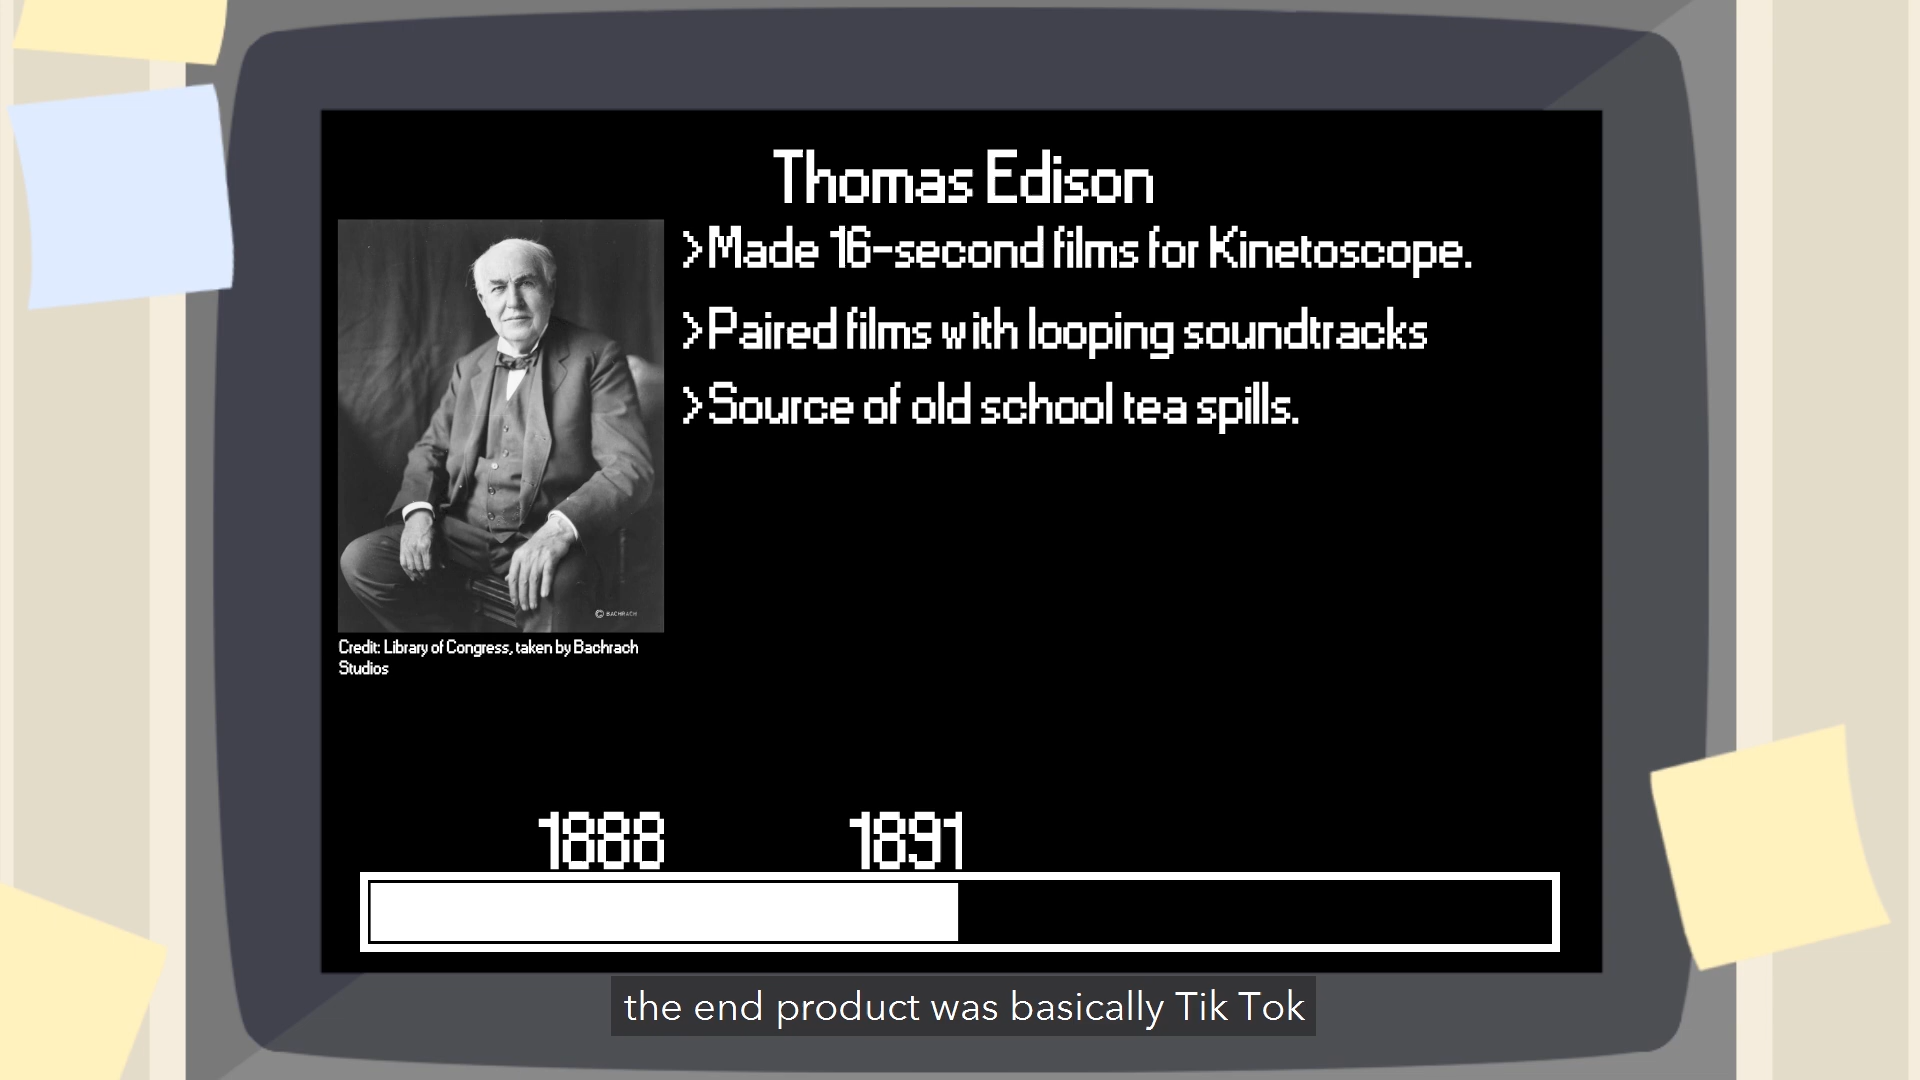 Thomas Edison
>Made 16-second films for Kinetoscope.
>Paired films with looping soundtracks
>Source of old school tea spills.
© BACHRACH
Credit: Library of Congress, taken by Bachrach
Studios
1888 1891
the end product was basically Tik Tok